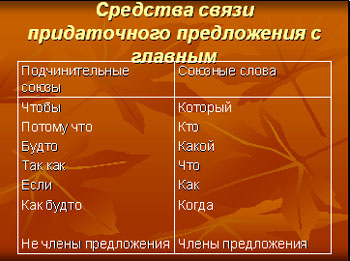 Средства связи
придаточного предложения с
главным
Подчинительные союзы
Союзные слова
Чтобы
Который
Потому что
Кто
Будто
Какой
Так как
Что
Если
Как
Как будто
Когда
Не члены предложения
Члены предложения